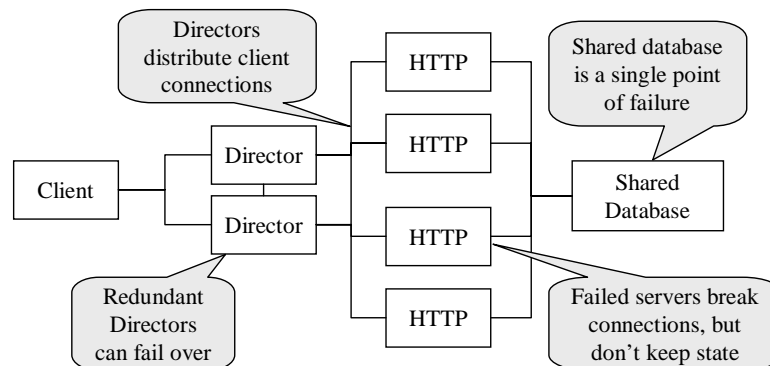 Directors
distribute client
connections
HTTP
Shared database
is a single point
of failure
HTTP
Director
Client
Shared
Database
Director
HTTP
Redundant
Directors
can fail over
HTTP
Failed servers break
connections, but
don’t keep state